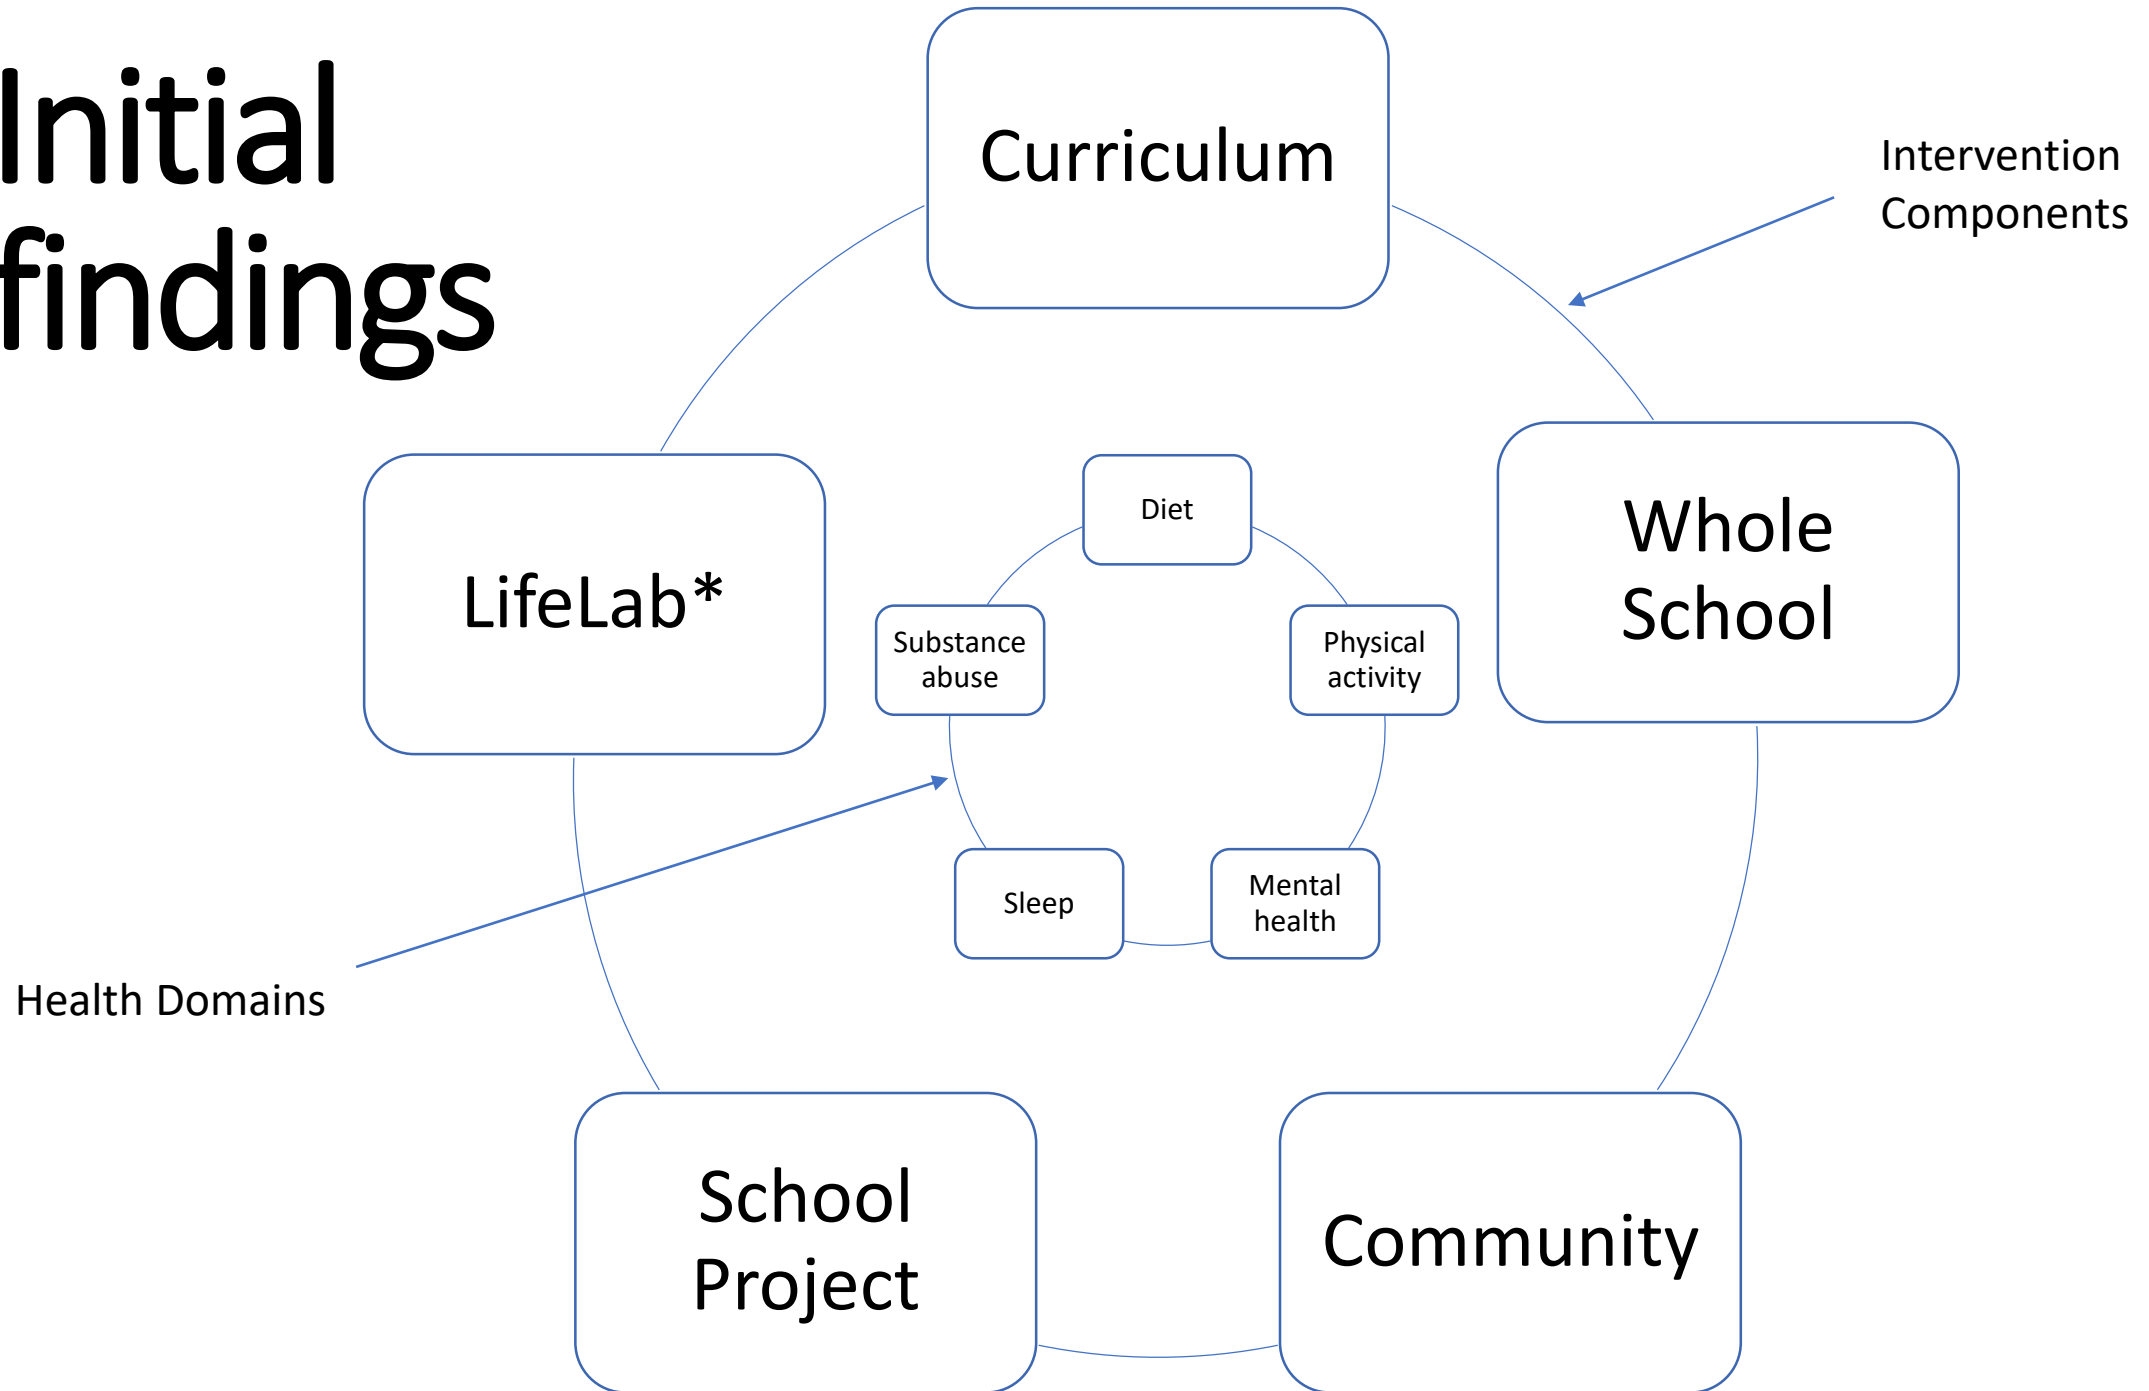 Initial
findings
Curriculum
Intervention
Components
Whole
School
LifeLab*
Diet
Substance
abuse
Physical
activity
Sleep
Mental
health
Health Domains
School
Project
Community